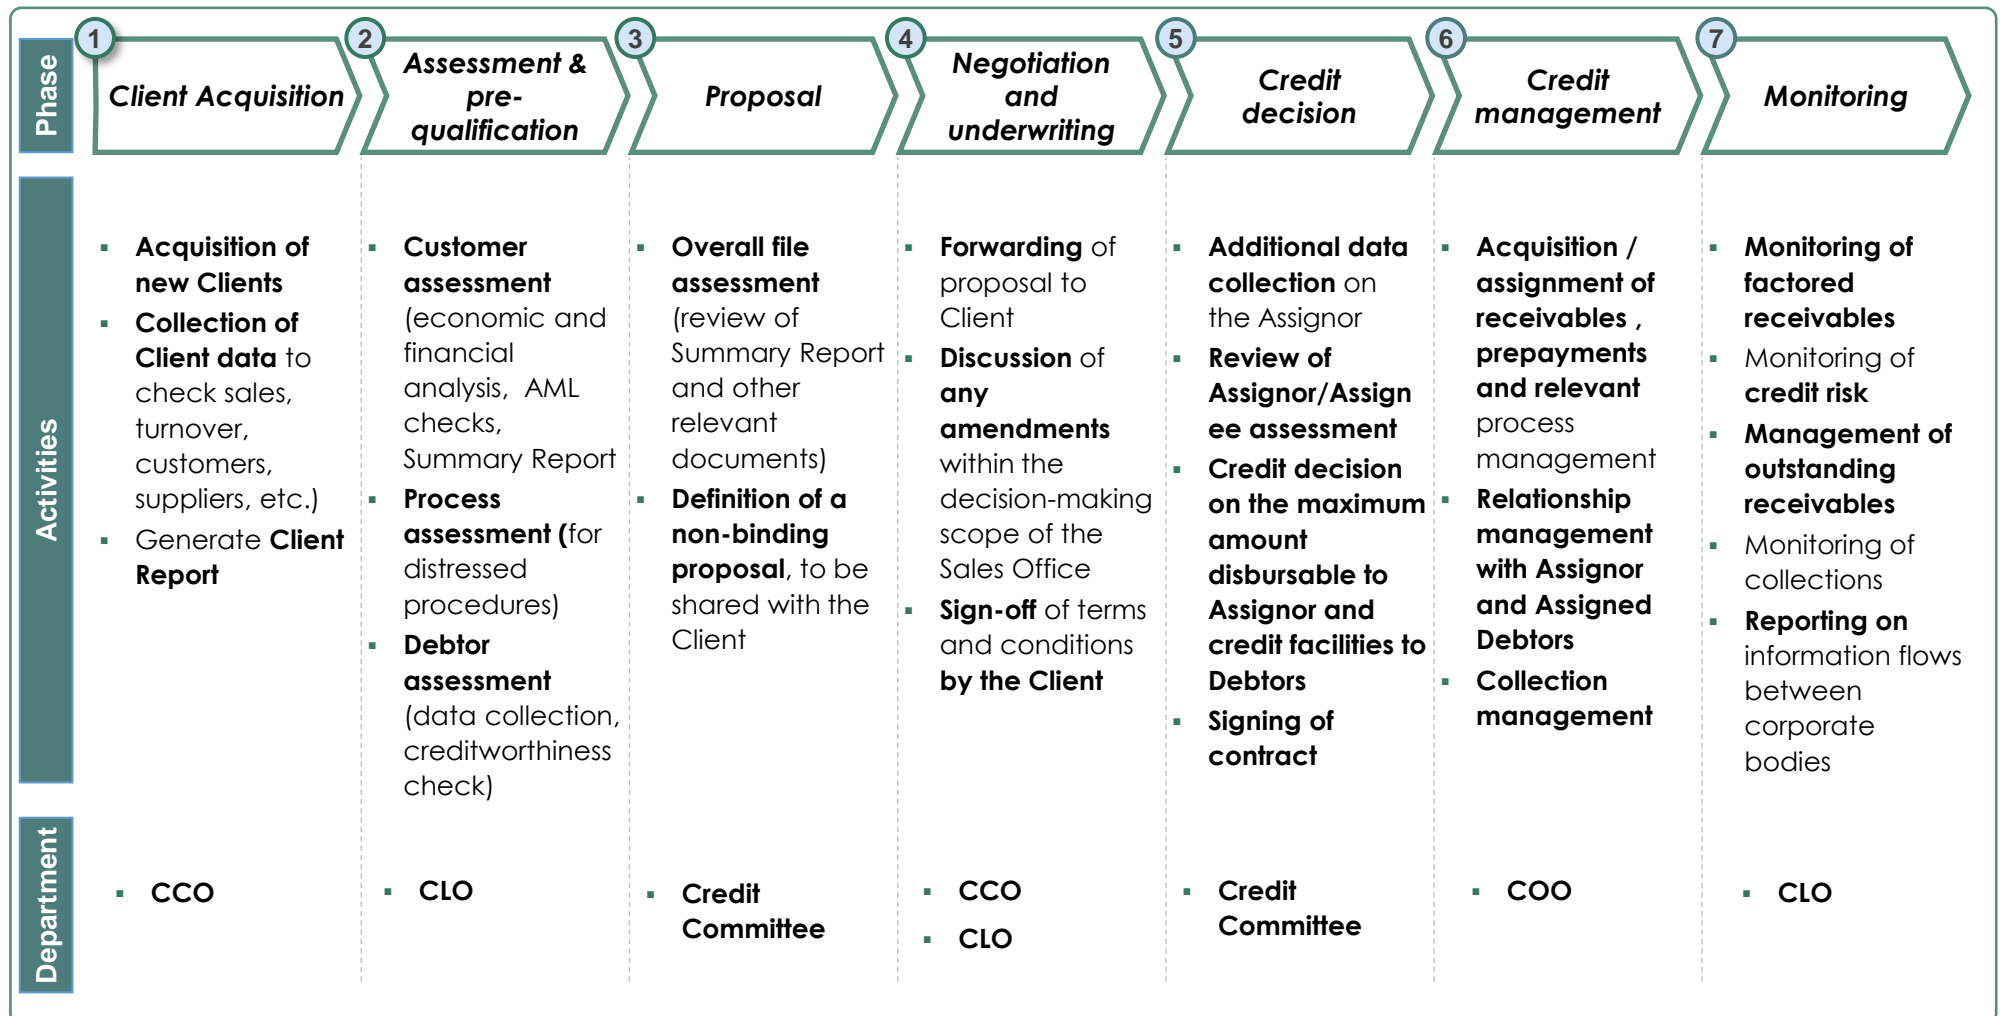 Phase
1
Client Acquisition
2
Assessment &
pre-
qualification
3
Proposal
4
Negotiation
and
underwriting
5
Credit
decision
6
Credit
management
7
Monitoring
Activities
▪ Acquisition of
new Clients
▪ Collection of
Client data to
check sales,
turnover,
customers,
suppliers, etc.)
▪ Generate Client
Report
▪ Customer
assessment
(economic and
financial
analysis, AML
checks,
Summary Report
▪ Process
assessment (for
distressed
procedures)
▪ Debtor
assessment
(data collection,
creditworthiness
check)
▪ Overall file
assessment
(review of
Summary Report
and other
relevant
documents)
▪ Definition of a
non-binding
proposal, to be
shared with the
Client
▪ Forwarding of
proposal to
Client
▪ Discussion of
any
amendments
within the
decision-making
scope of the
Sales Office
▪ Sign-off of terms
and conditions
by the Client
▪ Additional data
collection on
the Assignor
▪ Review of
Assignor/Assign
ee assessment
▪ Credit decision
on the maximum
amount
disbursable to
Assignor and
credit facilities to
Debtors
▪ Signing of
contract
▪ Acquisition /
assignment of
receivables ,
prepayments
and relevant
process
management
▪ Relationship
management
with Assignor
and Assigned
Debtors
▪ Collection
management
▪ Monitoring of
factored
receivables
▪ Monitoring of
credit risk
▪ Management of
outstanding
receivables
▪ Monitoring of
collections
▪ Reporting on
information flows
between
corporate
bodies
Department
▪ CCO
▪ CLO
▪ Credit
Committee
▪ CCO
▪ CLO
▪ Credit
Committee
▪ COO
▪ CLO